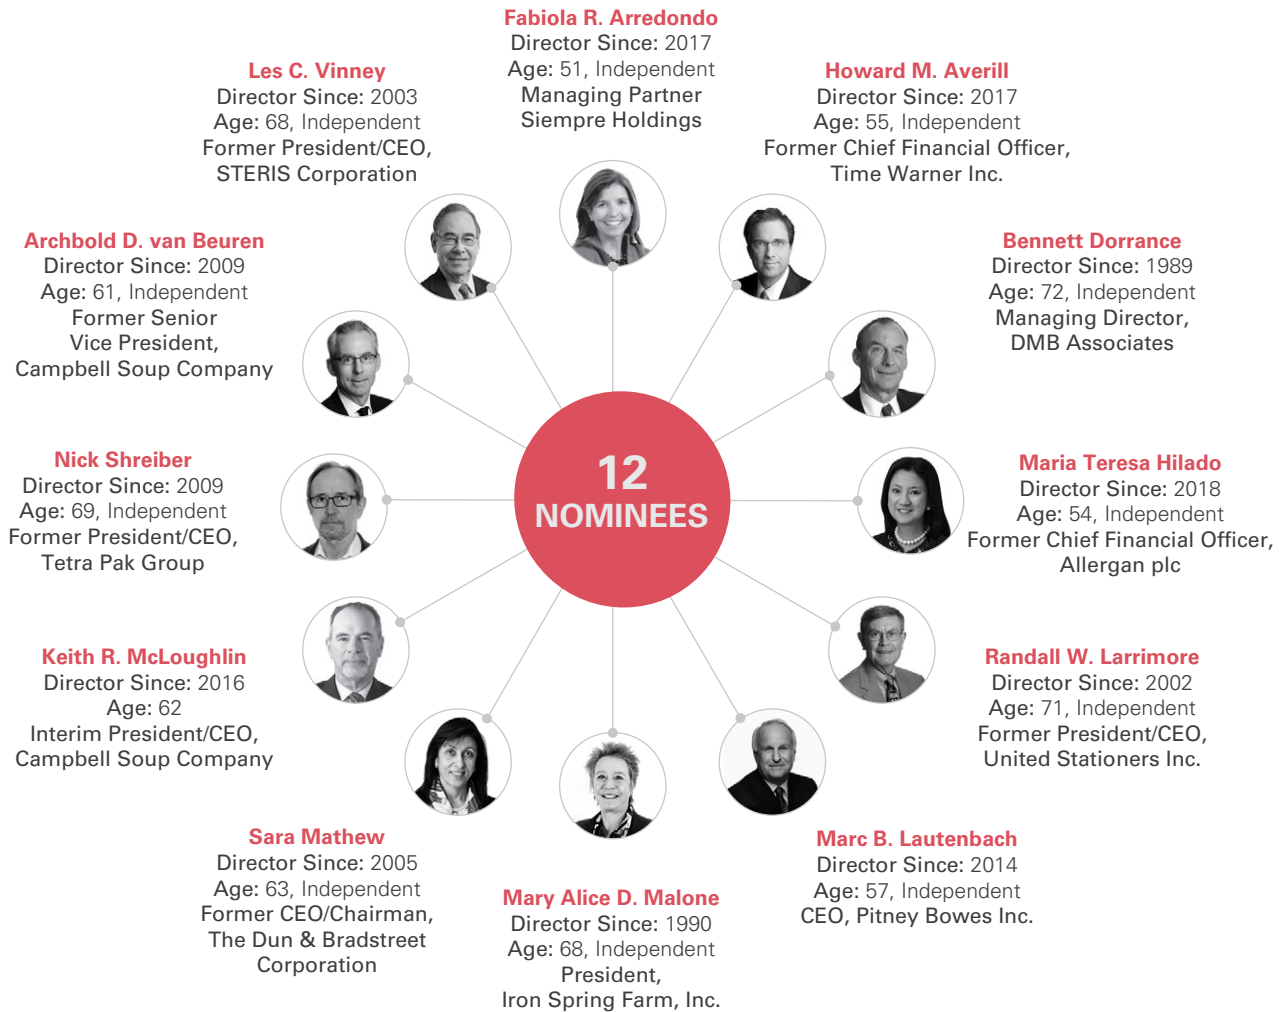 Fabiola R. Arredondo
Director Since: 2017
Age: 51, Independent
Managing Partner
Siempre Holdings
Howard M. Averill
Director Since: 2017
Age: 55, Independent
Former Chief Financial Officer,
Time Warner Inc.
Bennett Dorrance
Director Since: 1989
Age: 72, Independent
Managing Director,
DMB Associates
Maria Teresa Hilado
Director Since: 2018
Age: 54, Independent
Former Chief Financial Officer,
Allergan plc
Randall W. Larrimore
Director Since: 2002
Age: 71, Independent
Former President/CEO,
United Stationers Inc.
Marc B. Lautenbach
Director Since: 2014
Age: 57, Independent
CEO, Pitney Bowes Inc.
Mary Alice D. Malone
Director Since: 1990
Age: 68, Independent
President,
Iron Spring Farm, Inc.
Sara Mathew
Director Since: 2005
Age: 63, Independent
Former CEO/Chairman,
The Dun & Bradstreet
Corporation
Keith R. McLoughlin
Director Since: 2016
Age: 62
Interim President/CEO,
Campbell Soup Company
Nick Shreiber
Director Since: 2009
Age: 69, Independent
Former President/CEO,
Tetra Pak Group
Archbold D. van Beuren
Director Since: 2009
Age: 61, Independent
Former Senior
Vice President,
Campbell Soup Company
Les C. Vinney
Director Since: 2003
Age: 68, Independent
Former President/CEO,
STERIS Corporation
12
NOMINEES